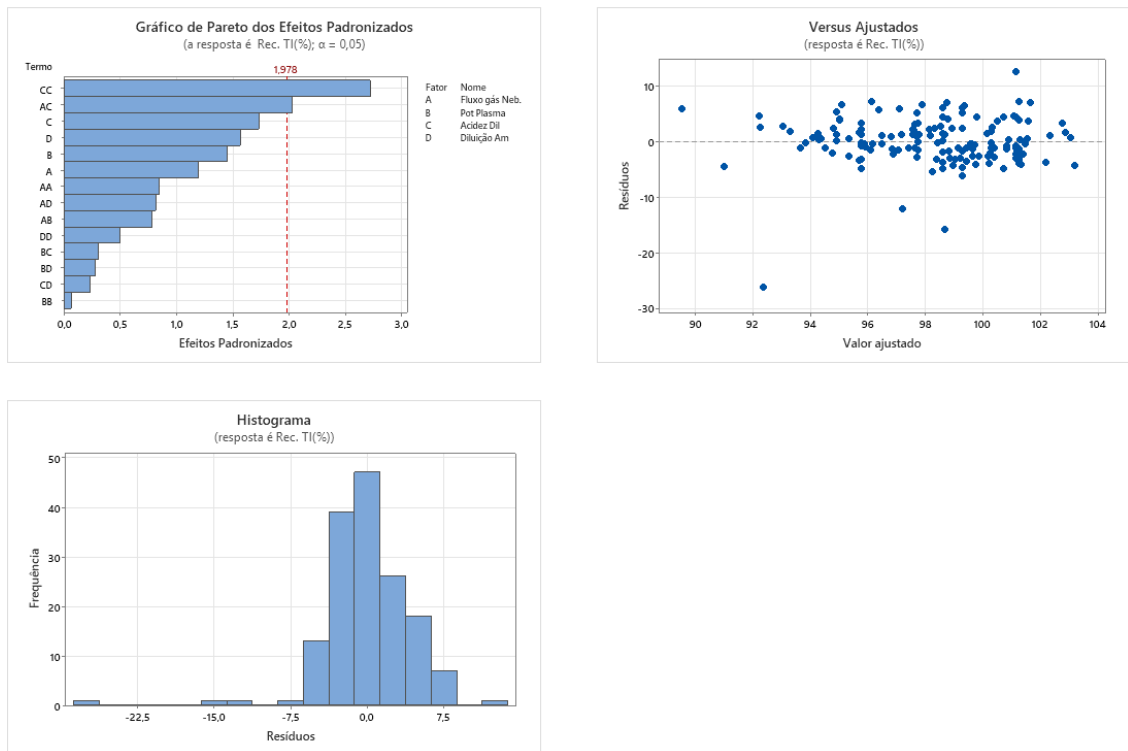 Gráfico de Pareto dos Efeitos Padronizados
(a resposta é Rec. TI(%); α = 0,05)
Termo
1,978
CC
AC
C
D
B
A
AA
AD
AB
DD
BC
BD
CD
BB
0,0 0,5 1,0 1,5 2,0 2,5 3,0
Efeitos Padronizados
Fator Nome
A Fluxo gás Neb.
B Pot Plasma
C Acidez Dil
D Diluição Am
Versus Ajustados
(resposta é Rec. TI(%))
10
0
-10
-20
-30
Resíduos
90 92 94 96 98 100 102 104
Valor ajustado
Histograma
(resposta é Rec. TI(%))
50
40
30
20
10
0
Frequência
-22,5 -15,0 -7,5 0,0 7,5
Resíduos